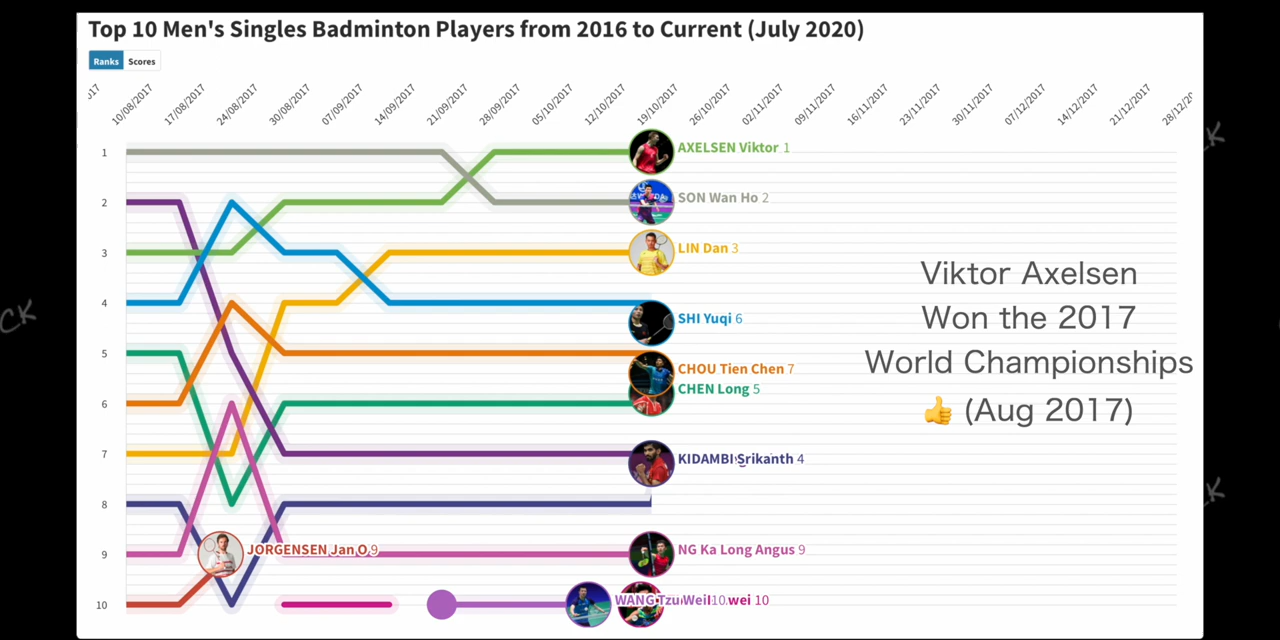 Top 10 Men's Singles Badminton Players from 2016 to Current (July 2020)
Ranks Scores
10/08/2017 17/08/2017 24/08/2017 30/08/2017 07/09/2017 14/09/2017 21/09/2017 28/09/2017 05/10/2017 12/10/2017 19/10/2017 26/10/2017 02/11/2017 09/11/2017 16/11/2017 23/11/2017 30/11/2017 07/12/2017 14/12/2017 21/12/2017
1 AXELSEN Viktor 1
2 SON Wan Ho 2
3 LIN Dan 3
Viktor Axelsen
Won the 2017
World Championships
👍 (Aug 2017)
4 SHI Yuqi 6
5 CHOU Tien Chen 7
6 CHEN Long 5
7 KIDAMBI Srikanth 4
8
9 JORGENSEN Jan O 9 NG Ka Long Angus 9
10 WANG Tzu Wei 10 wei 10